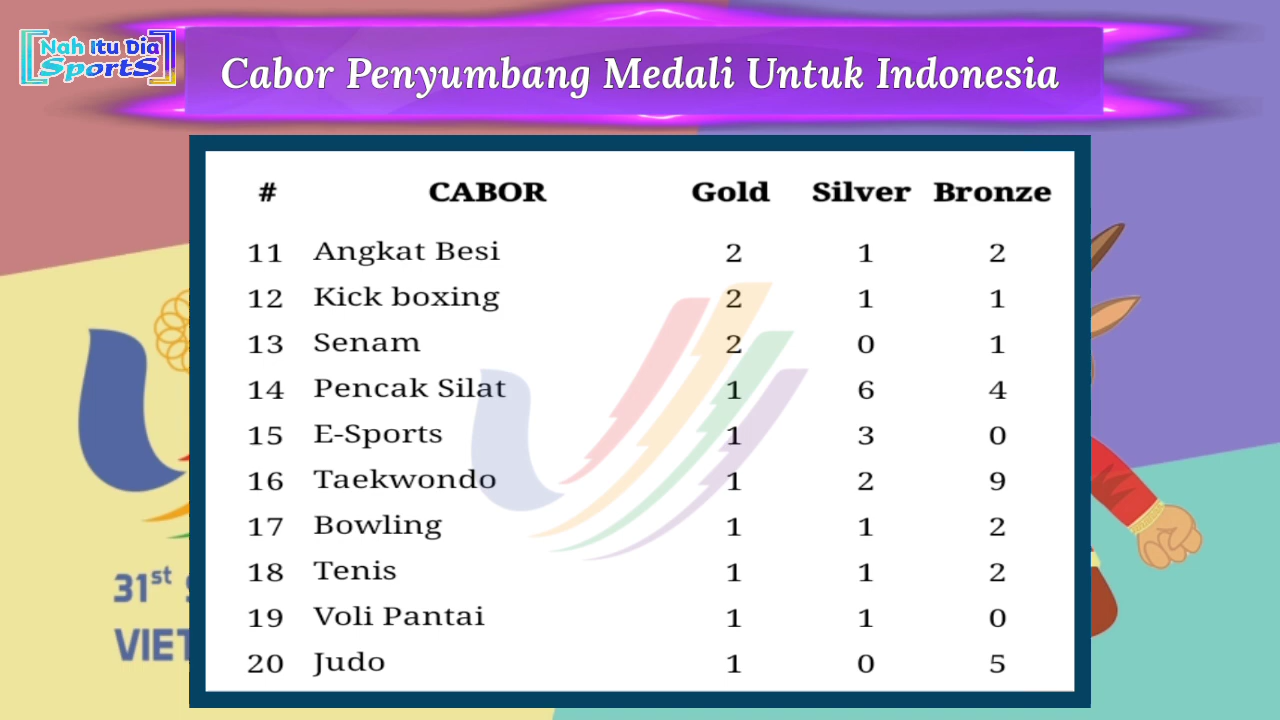 Nah Itu Dia
SportS
Cabor Penyumbang Medali Untuk Indonesia
# CABOR Gold Silver Bronze
11 Angkat Besi 2 1 2
12 Kick boxing 2 1 1
13 Senam 2 0 1
14 Pencak Silat 1 6 4
15 E-Sports 1 3 0
16 Taekwondo 1 2 9
17 Bowling 1 1 2
18 Tenis 1 1 2
19 Voli Pantai 1 1 0
20 Judo 1 0 5
31st
VIET